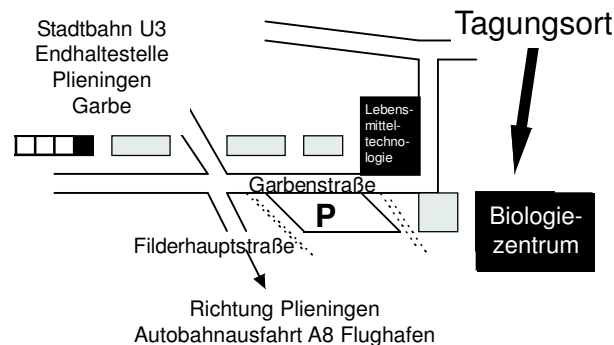 Stadtbahn U3
Endhaltestelle
Plieningen
Garbe
Tagungsort
Lebens-
mittel-
techno-
logie
Garbenstraße
P
Biologie-
zentrum
Filderhauptstraße
Richtung Plieningen
Autobahnausfahrt A8 Flughafen